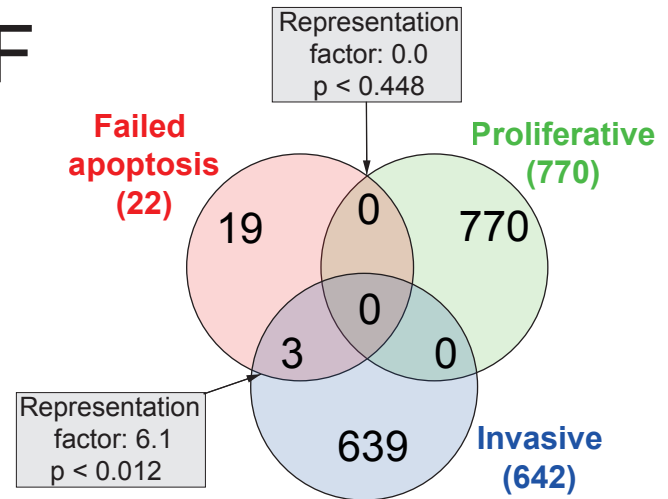 F
Representation
factor: 0.0
p < 0.448
Failed
apoptosis
(22)
Proliferative
(770)
19
0
770
0
3
0
Representation
factor: 6.1
p < 0.012
639
Invasive
(642)